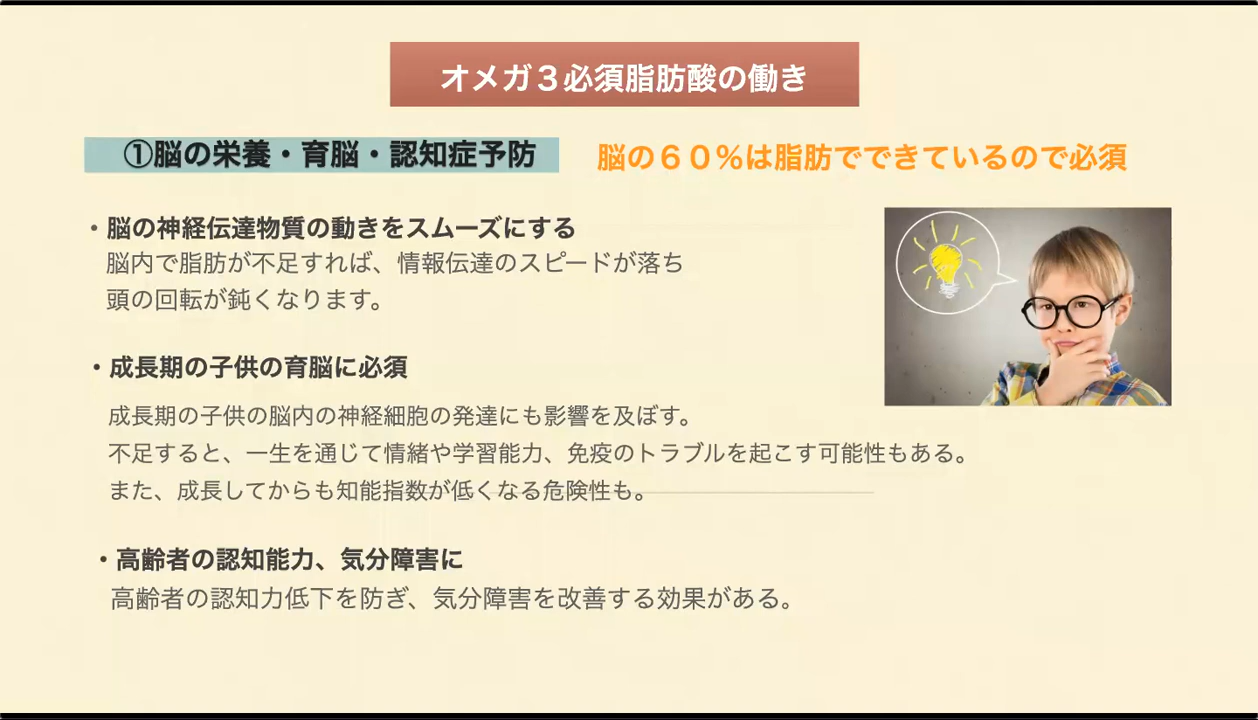 オメガ３必須脂肪酸の働き
①脳の栄養・育脳・認知症予防
脳の６０％は脂肪でできているので必須
・脳の神経伝達物質の動きをスムーズにする
脳内で脂肪が不足すれば、情報伝達のスピードが落ち
頭の回転が鈍くなります。
・成長期の子供の育脳に必須
成長期の子供の脳内の神経細胞の発達にも影響を及ぼす。
不足すると、一生を通じて情緒や学習能力、免疫のトラブルを起こす可能性もある。
また、成長してからも知能指数が低くなる危険性も。
・高齢者の認知能力、気分障害に
高齢者の認知力低下を防ぎ、気分障害を改善する効果がある。